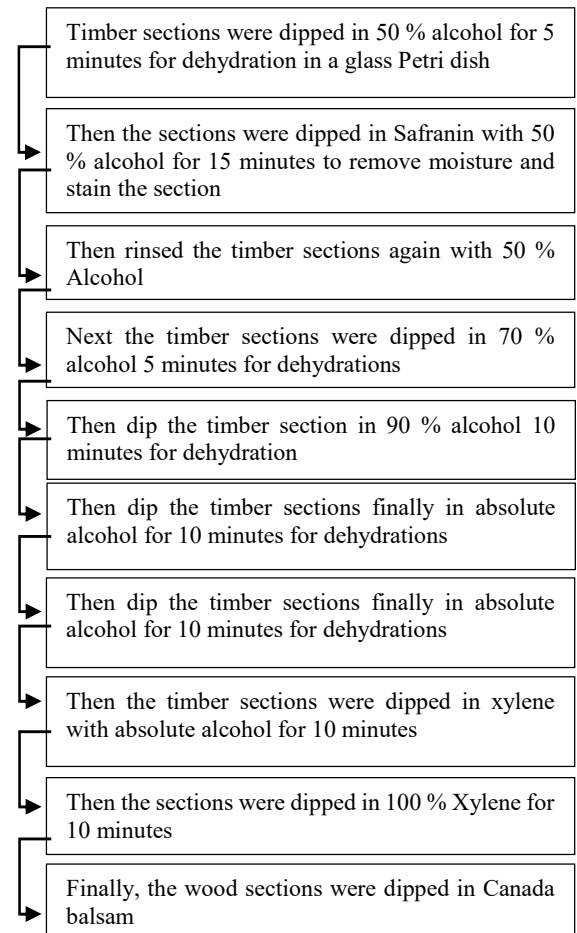 Timber sections were dipped in 50 % alcohol for 5
minutes for dehydration in a glass Petri dish
Then the sections were dipped in Safranin with 50
% alcohol for 15 minutes to remove moisture and
stain the section
Then rinsed the timber sections again with 50 %
Alcohol
Next the timber sections were dipped in 70 %
alcohol 5 minutes for dehydrations
Then dip the timber section in 90 % alcohol 10
minutes for dehydration
Then dip the timber sections finally in absolute
alcohol for 10 minutes for dehydrations
Then dip the timber sections finally in absolute
alcohol for 10 minutes for dehydrations
Then the timber sections were dipped in xylene
with absolute alcohol for 10 minutes
Then the sections were dipped in 100 % Xylene for
10 minutes
Finally, the wood sections were dipped in Canada
balsam